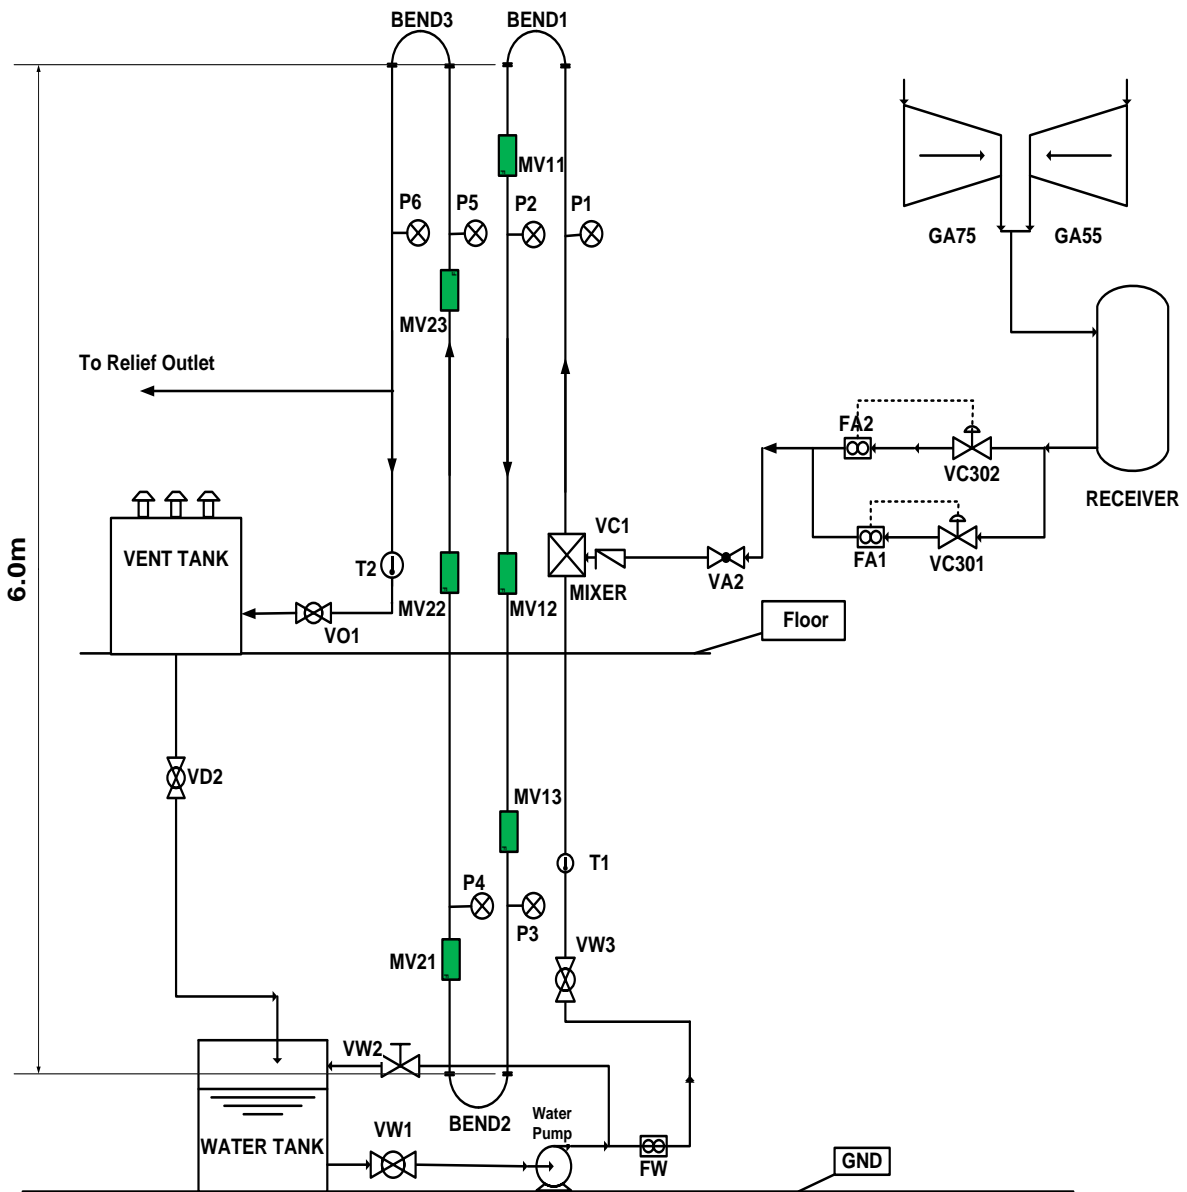 BEND3
BEND1
MV11
P6
P5
P2
P1
GA75
GA55
MV23
To Relief Outlet
FA2
VC302
RECEIVER
VC1
FA1
VC301
VENT TANK
T2
MV22
MV12
MIXER
VA2
6.0m
VO1
Floor
VD2
MV13
T1
P4
P3
VW3
MV21
VW2
BEND2
Water
Pump
WATER TANK
VW1
FW
GND